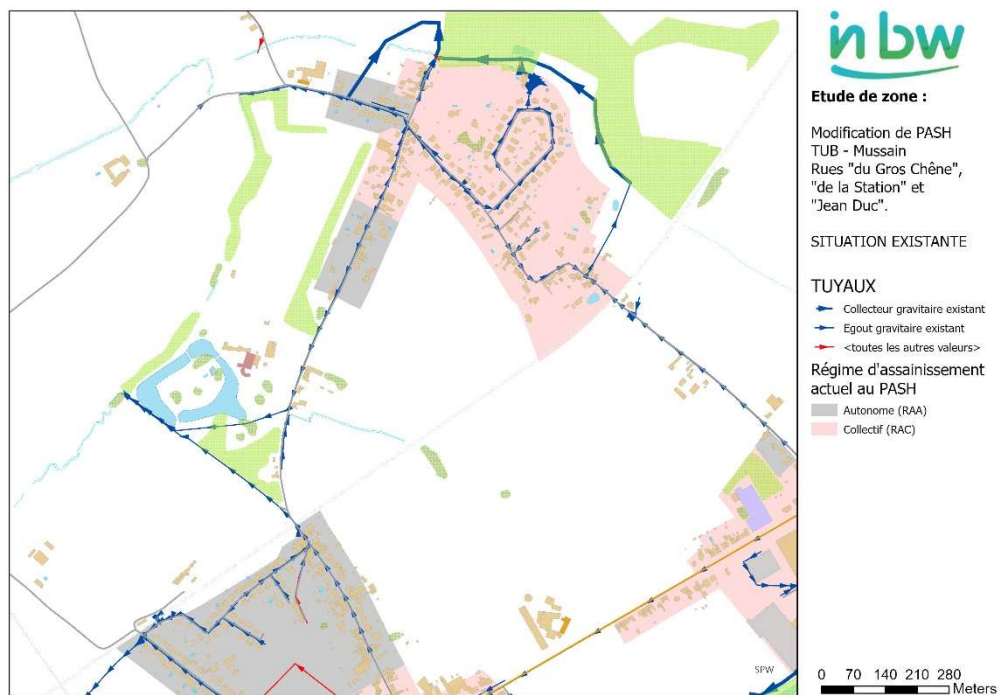 in bw
Etude de zone :
Modification de PASH
TUB - Mussain
Rues "du Gros Chêne",
"de la Station" et
"Jean Duc".
SITUATION EXISTANTE
TUYAUX
Collecteur gravitaire existant
Egout gravitaire existant
<toutes les autres valeurs>
Régime d'assainissement
actuel au PASH
Autonome (RAA)
Collectif (RAC)
SPW
0 70 140 210 280
Meters